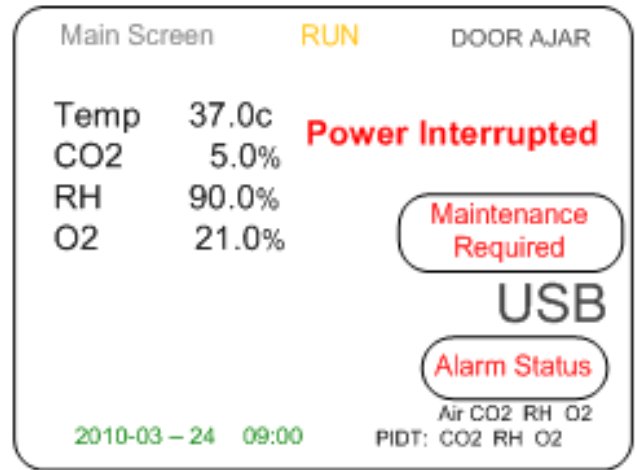 Main Screen RUN DOOR AJAR
Temp 37.0c
Power Interrupted
CO2 5.0%
RH 90.0%
Maintenance
Required
O2 21.0%
USB
Alarm Status
Air CO2 RH O2
2010-03 – 24 09:00 PIDT: CO2 RH O2